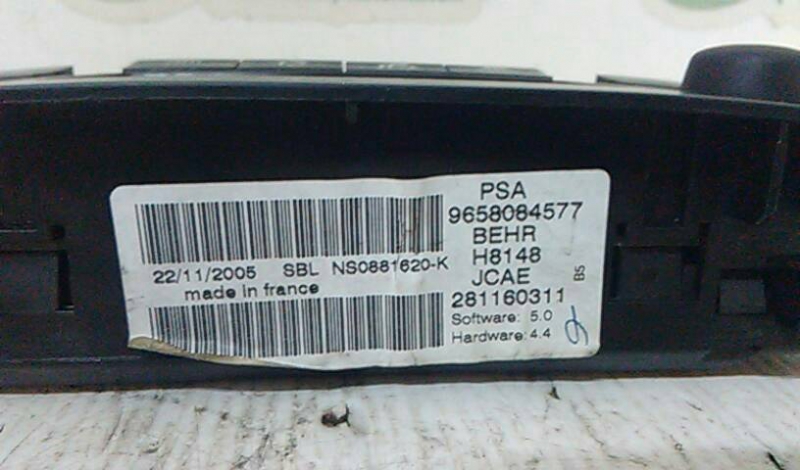 PSA
9658084577
BEHR
H8148
JCAE
281160311
Software: 5.0
Hardware: 4.4
B5
22/11/2005 SBL NS0881620-K
made in france